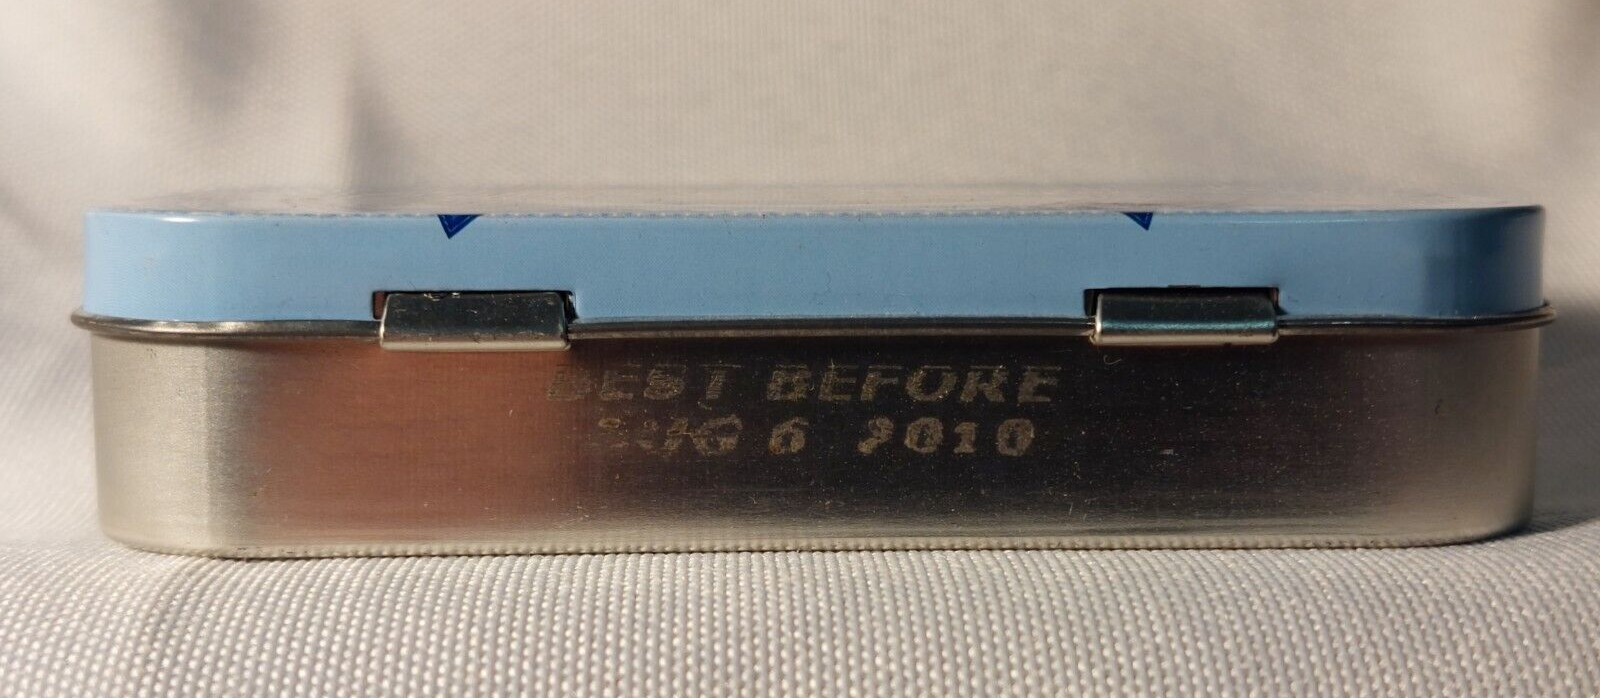 BEST BEFORE
AUG 6 2010